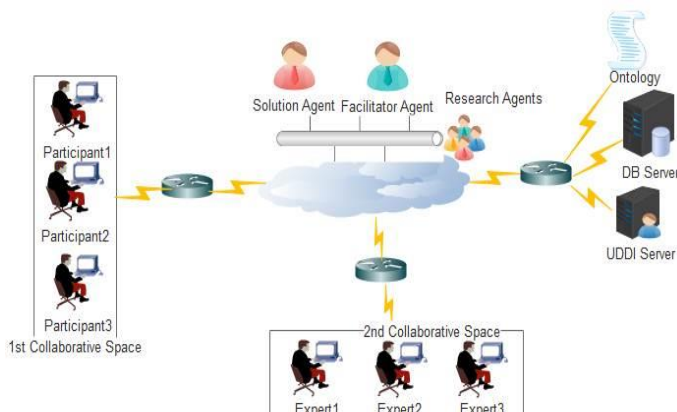 Ontology
Solution Agent
Facilitator Agent
Research Agents
Participant1
DB Server
Participant2
UDDI Server
Participant3
1st Collaborative Space
2nd Collaborative Space
Expert1
Expert2
Expert3